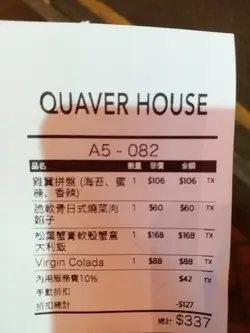 QUAVER HOUSE
A5 - 082
品名 數量 單價 金額
雞翼拼盤 (海苔、蜜 1 $106 $106 TX
糖、香辣)
脆軟骨日式燒菜肉 1 $60 $60 TX
餡子
松葉蟹膏軟殼蟹意 1 $168 $168 TX
大利飯
Virgin Colada 1 $88 $88 TX
內用服務費10% $42 TX
手動折扣
折扣總計 -$127
總計 $337